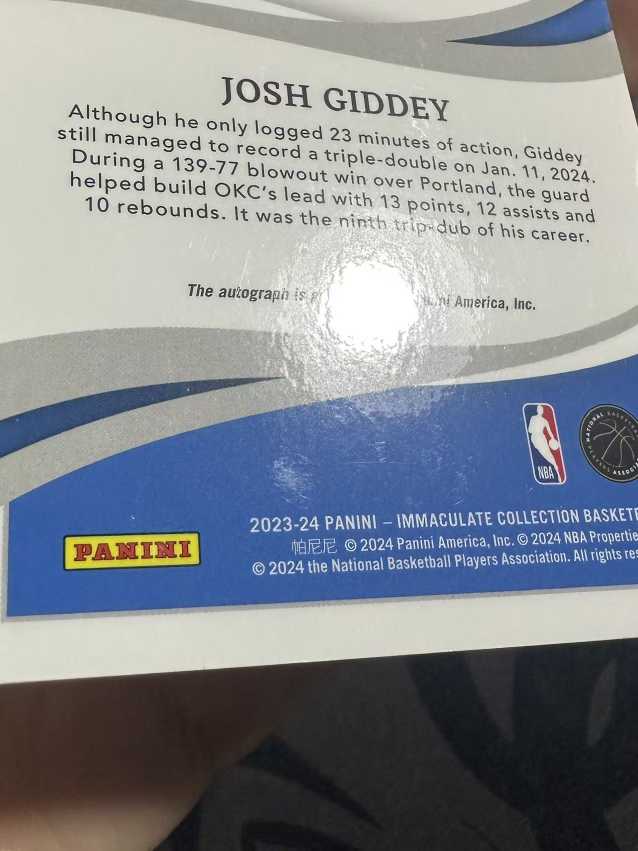 JOSH GIDDEY
Although he only logged 23 minutes of action, Giddey
still managed to record a triple-double on Jan. 11, 2024.
During a 139-77 blowout win over Portland, the guard
helped build OKC's lead with 13 points, 12 assists and
10 rebounds. It was the ninth trip-dub of his career.
The autograph is America, Inc.
NBA
NATIONAL
2023-24 PANINI – IMMACULATE COLLECTION
PANINI
帕尼尼 © 2024 Panini America, Inc. © 2024 NBA
© 2024 the National Basketball Players Association. All rights